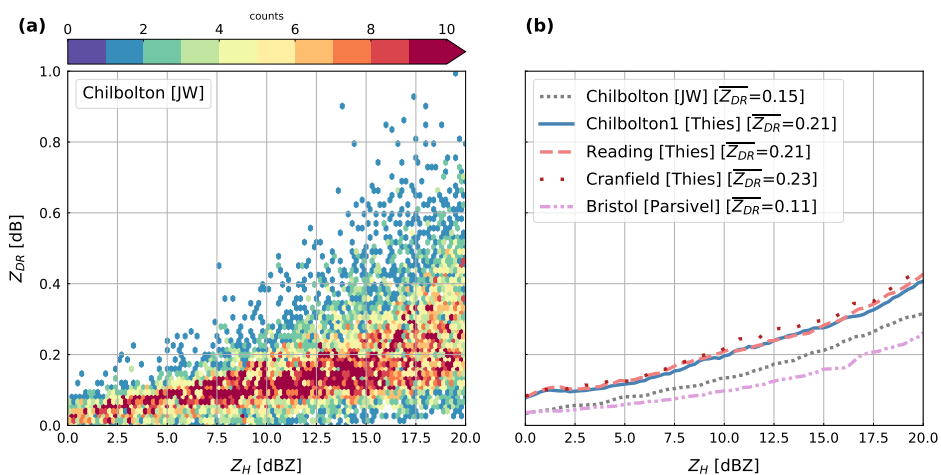 (a)
counts
0 2 4 6 8 10
Chilbolton [JW]
1.0
0.8
0.6
0.4
0.2
0.0
Z_DR [dB]
0.0 2.5 5.0 7.5 10.0 12.5 15.0 17.5 20.0
Z_H [dBZ]
(b)
Chilbolton [JW] [Z̅_DR=0.15]
Chilbolton1 [Thies] [Z̅_DR=0.21]
Reading [Thies] [Z̅_DR=0.21]
Cranfield [Thies] [Z̅_DR=0.23]
Bristol [Parsivel] [Z̅_DR=0.11]
0.0 2.5 5.0 7.5 10.0 12.5 15.0 17.5 20.0
Z_H [dBZ]